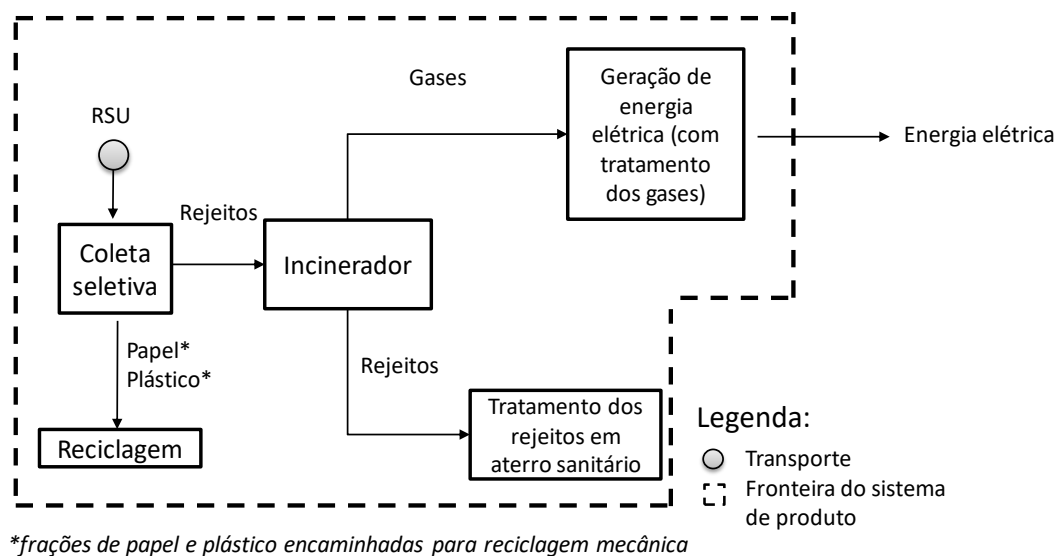 RSU
Coleta
seletiva
Rejeitos
Incinerador
Gases
Geração de
energia
elétrica (com
tratamento
dos gases)
Energia elétrica
Papel*
Plástico*
Reciclagem
Rejeitos
Tratamento dos
rejeitos em
aterro sanitário
Legenda:
Transporte
Fronteira do sistema
de produto
*frações de papel e plástico encaminhadas para reciclagem mecânica